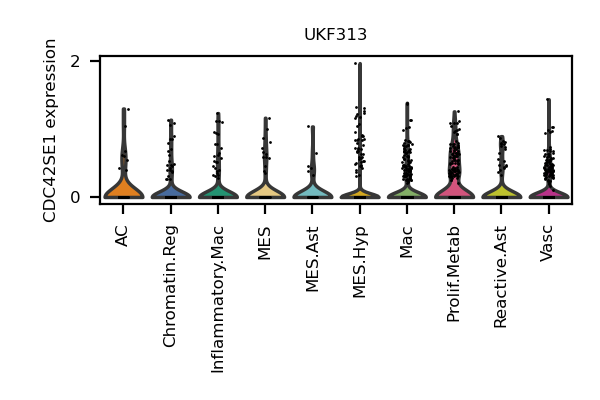 UKF313
CDC42SE1 expression
2
0
AC
Chromatin.Reg
Inflammatory.Mac
MES
MES.Ast
MES.Hyp
Mac
Prolif.Metab
Reactive.Ast
Vasc